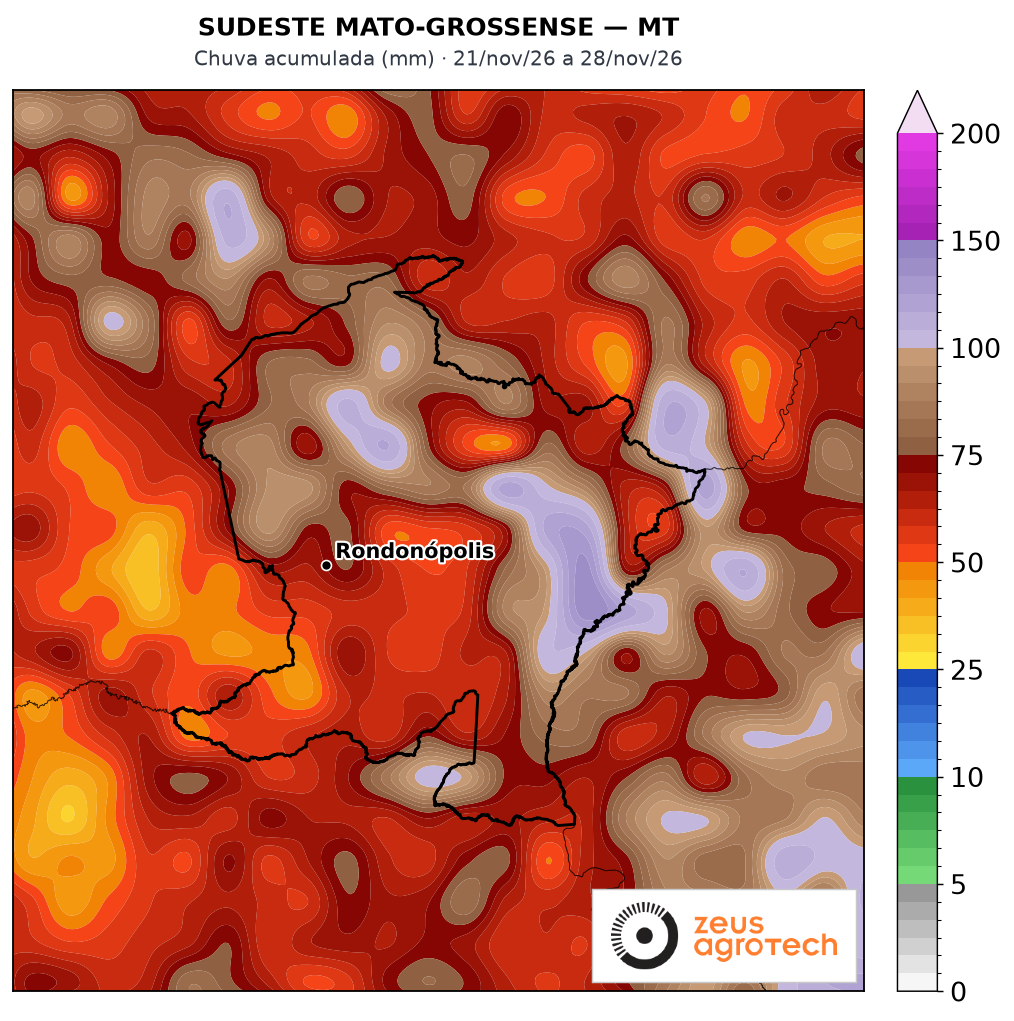 SUDESTE MATO-GROSSENSE — MT
Chuva acumulada (mm) · 21/nov/26 a 28/nov/26
200
150
100
75
50
25
10
5
0
Rondonópolis
zeus
agrotech